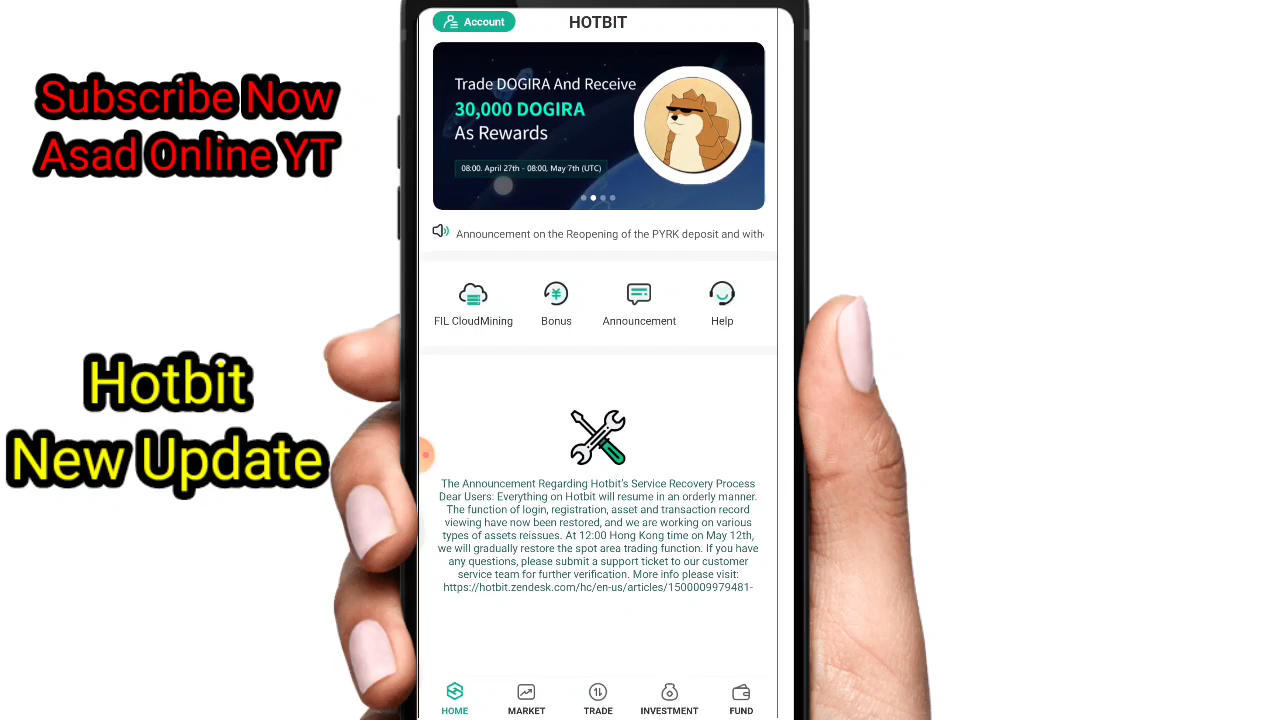 Subscribe Now
Asad Online YT
Hotbit
New Update
Account
HOTBIT
Trade DOGIRA And Receive
30,000 DOGIRA
As Rewards
08:00. April 27th - 08:00, May 7th (UTC)
Announcement on the Reopening of the PYRK deposit and with
FIL CloudMining
Bonus
Announcement
Help
The Announcement Regarding Hotbit's Service Recovery Process
Dear Users: Everything on Hotbit will resume in an orderly manner.
The function of login, registration, asset and transaction record
viewing have now been restored, and we are working on various
types of assets reissues. At 12:00 Hong Kong time on May 12th,
we will gradually restore the spot area trading function. If you have
any questions, please submit a support ticket to our customer
service team for further verification. More info please visit:
https://hotbit.zendesk.com/hc/en-us/articles/1500009979481-
HOME
MARKET
TRADE
INVESTMENT
FUND